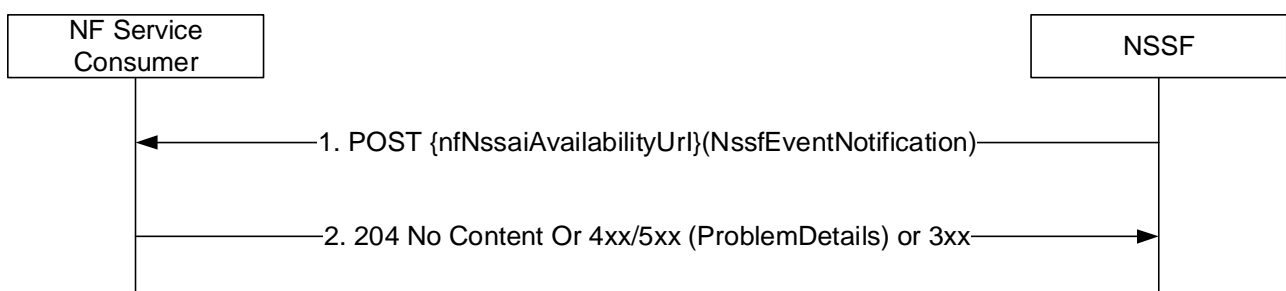 NF Service
Consumer
NSSF
1. POST {nfNssaiAvailabilityUrl}(NssfEventNotification)
2. 204 No Content Or 4xx/5xx (ProblemDetails) or 3xx